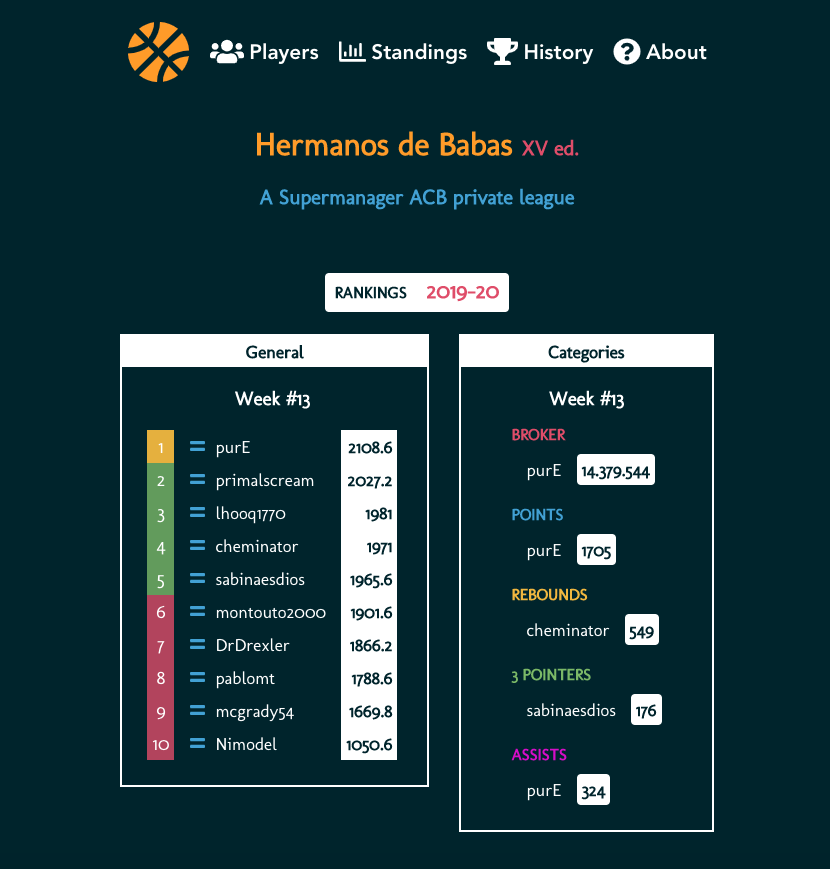 Players Standings History About
Hermanos de Babas XV ed.
A Supermanager ACB private league
RANKINGS 2019-20
General
Week #13
1 = purE 2108.6
2 = primalscream 2027.2
3 = lhooq1770 1981
4 = cheminator 1971
5 = sabinaesdios 1965.6
6 = montouto2000 1901.6
7 = DrDrexler 1866.2
8 = pablomt 1788.6
9 = mcgrady54 1669.8
10 = Nimodel 1050.6
Categories
Week #13
BROKER
purE 14.379.544
POINTS
purE 1705
REBOUNDS
cheminator 549
3 POINTERS
sabinaesdios 176
ASSISTS
purE 324